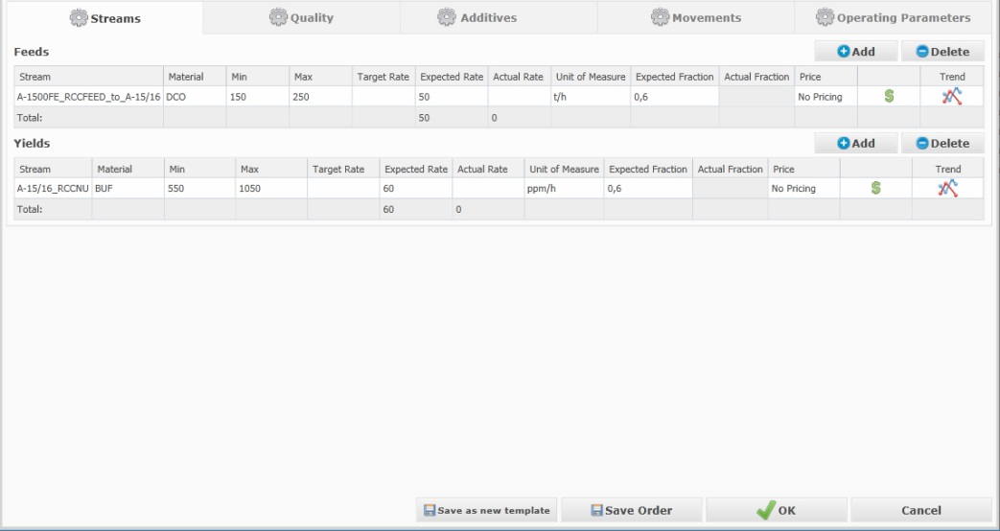 Streams Quality Additives Movements Operating Parameters
Feeds Add Delete
Stream Material Min Max Target Rate Expected Rate Actual Rate Unit of Measure Expected Fraction Actual Fraction Price Trend
A-1500FE_RCCFEED_to_A-15/16 DCO 150 250 50 t/h 0,6 No Pricing $
Total: 50 0
Yields Add Delete
Stream Material Min Max Target Rate Expected Rate Actual Rate Unit of Measure Expected Fraction Actual Fraction Price Trend
A-15/16_RCCNU BUF 550 1050 60 ppm/h 0,6 No Pricing $
Total: 60 0
Save as new template Save Order OK Cancel